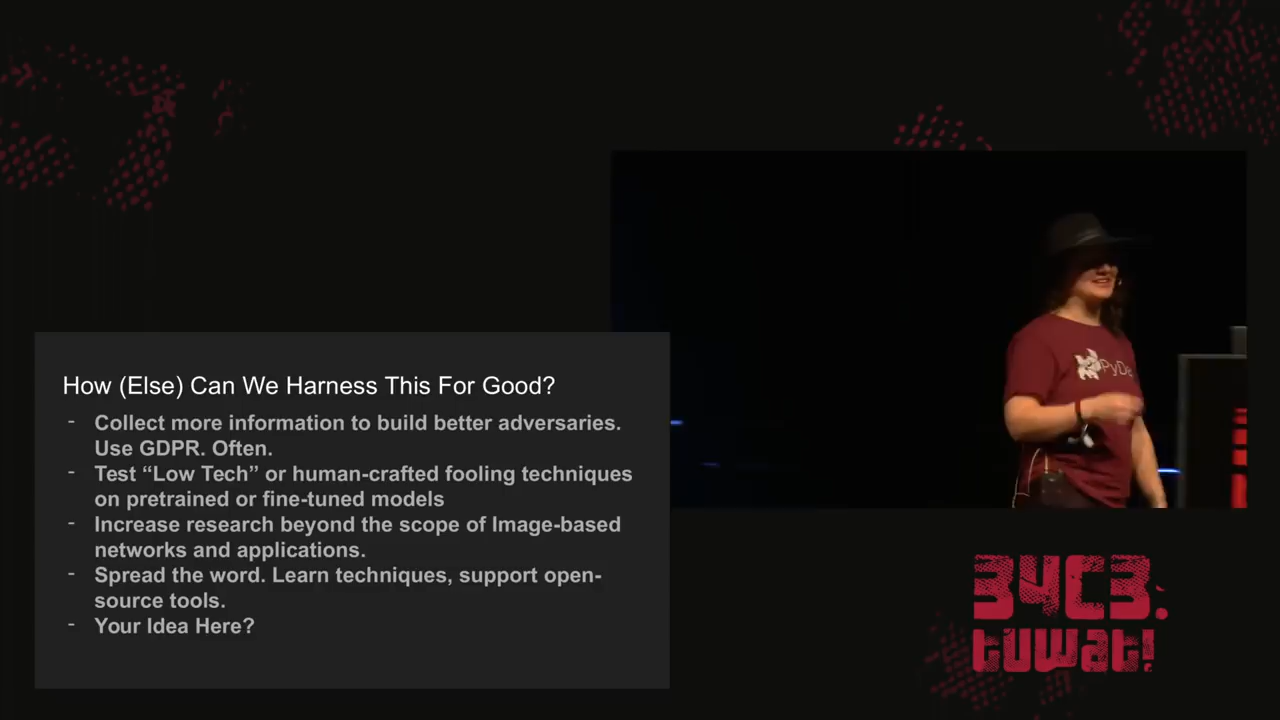 How (Else) Can We Harness This For Good?
- Collect more information to build better adversaries.
Use GDPR. Often.
- Test “Low Tech” or human-crafted fooling techniques
on pretrained or fine-tuned models
- Increase research beyond the scope of Image-based
networks and applications.
- Spread the word. Learn techniques, support open-
source tools.
- Your Idea Here?
PyDa
34C3.
tuwat!